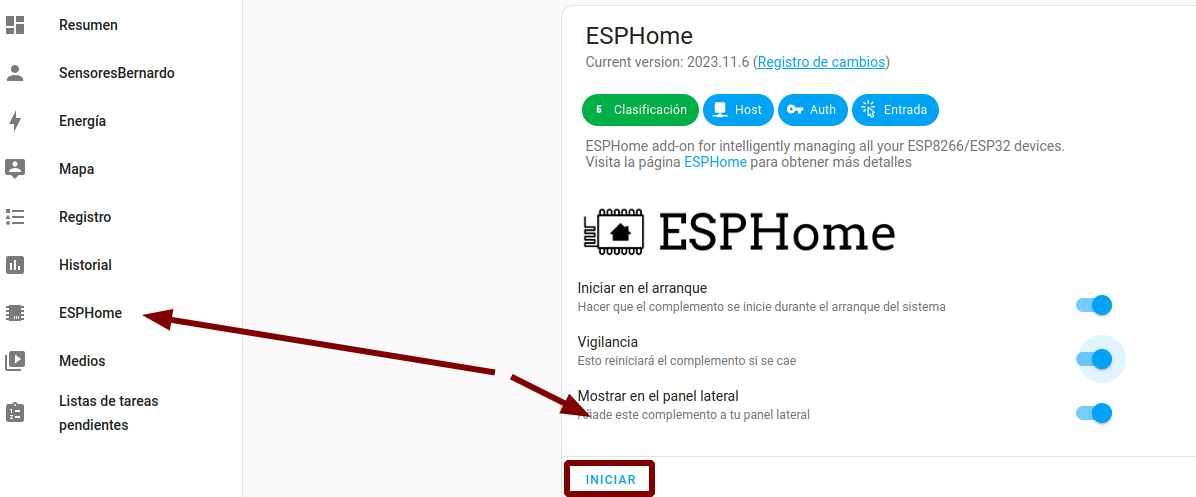 Resumen
SensoresBernardo
Energía
Mapa
Registro
Historial
ESPHome
Medios
Listas de tareas
pendientes
ESPHome
Current version: 2023.11.6 (Registro de cambios)
6 Clasificación Host Auth Entrada
ESPHome add-on for intelligently managing all your ESP8266/ESP32 devices.
Visita la página ESPHome para obtener más detalles
ESPHome
Iniciar en el arranque
Hacer que el complemento se inicie durante el arranque del sistema
Vigilancia
Esto reiniciará el complemento si se cae
Mostrar en el panel lateral
Añade este complemento a tu panel lateral
INICIAR